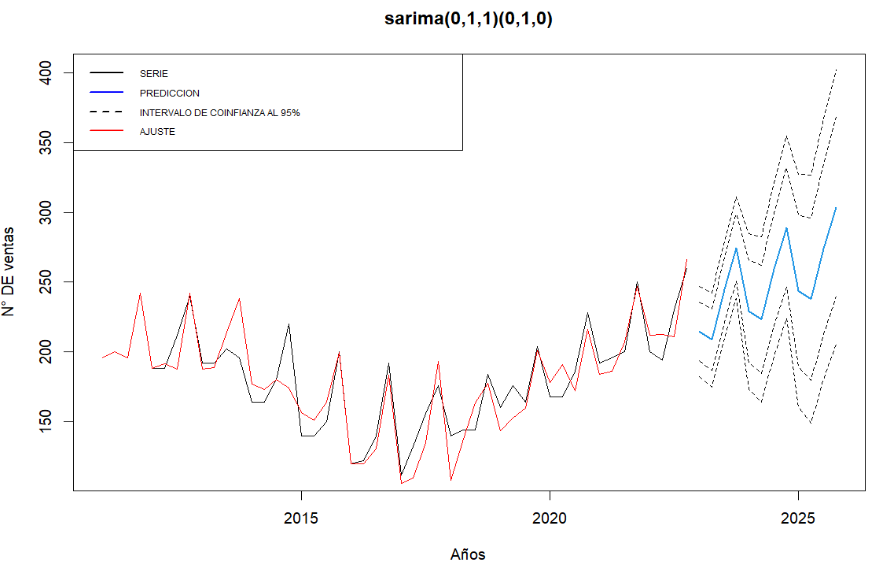 sarima(0,1,1)(0,1,0)
SERIE
PREDICCION
INTERVALO DE COINFIANZA AL 95%
AJUSTE
N° DE ventas
400
350
300
250
200
150
2015
2020
2025
Años